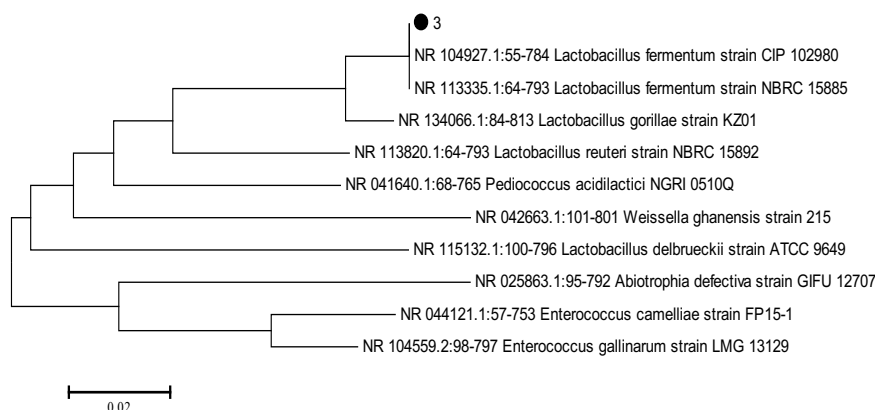 3
NR 104927.1:55-784 Lactobacillus fermentum strain CIP 102980
NR 113335.1:64-793 Lactobacillus fermentum strain NBRC 15885
NR 134066.1:84-813 Lactobacillus gorillae strain KZ01
NR 113820.1:64-793 Lactobacillus reuteri strain NBRC 15892
NR 041640.1:68-765 Pediococcus acidilactici NGRI 0510Q
NR 042663.1:101-801 Weissella ghanensis strain 215
NR 115132.1:100-796 Lactobacillus delbrueckii strain ATCC 9649
NR 025863.1:95-792 Abiotrophia defectiva strain GIFU 12707
NR 044121.1:57-753 Enterococcus camelliae strain FP15-1
NR 104559.2:98-797 Enterococcus gallinarum strain LMG 13129
0.02